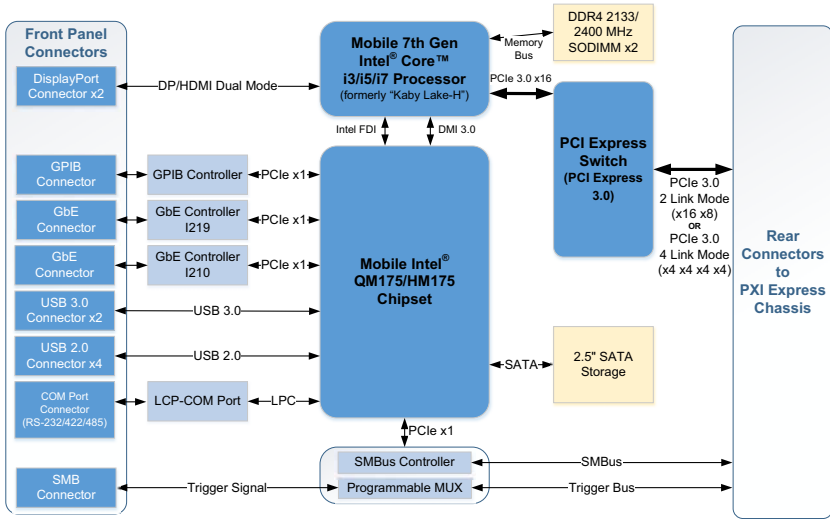 Front Panel
Connectors
DisplayPort
Connector x2
DP/HDMI Dual Mode
Mobile 7th Gen
Intel® Core™
i3/i5/i7 Processor
(formerly “Kaby Lake-H”)
Memory
Bus
DDR4 2133/
2400 MHz
SODIMM x2
PCIe 3.0 x16
PCI Express
Switch
(PCI Express
3.0)
PCIe 3.0
2 Link Mode
(x16 x8)
OR
PCIe 3.0
4 Link Mode
(x4 x4 x4 x4)
Rear
Connectors
to
PXI Express
Chassis
Intel FDI
DMI 3.0
GPIB
Connector
GPIB Controller
PCIe x1
GbE
Connector
GbE Controller
I219
PCIe x1
GbE
Connector
GbE Controller
I210
PCIe x1
Mobile Intel®
QM175/HM175
Chipset
USB 3.0
Connector x2
USB 3.0
USB 2.0
Connector x4
USB 2.0
SATA
2.5" SATA
Storage
COM Port
Connector
(RS-232/422/485)
LCP-COM Port
LPC
PCIe x1
SMBus Controller
SMBus
SMB
Connector
Trigger Signal
Programmable MUX
Trigger Bus